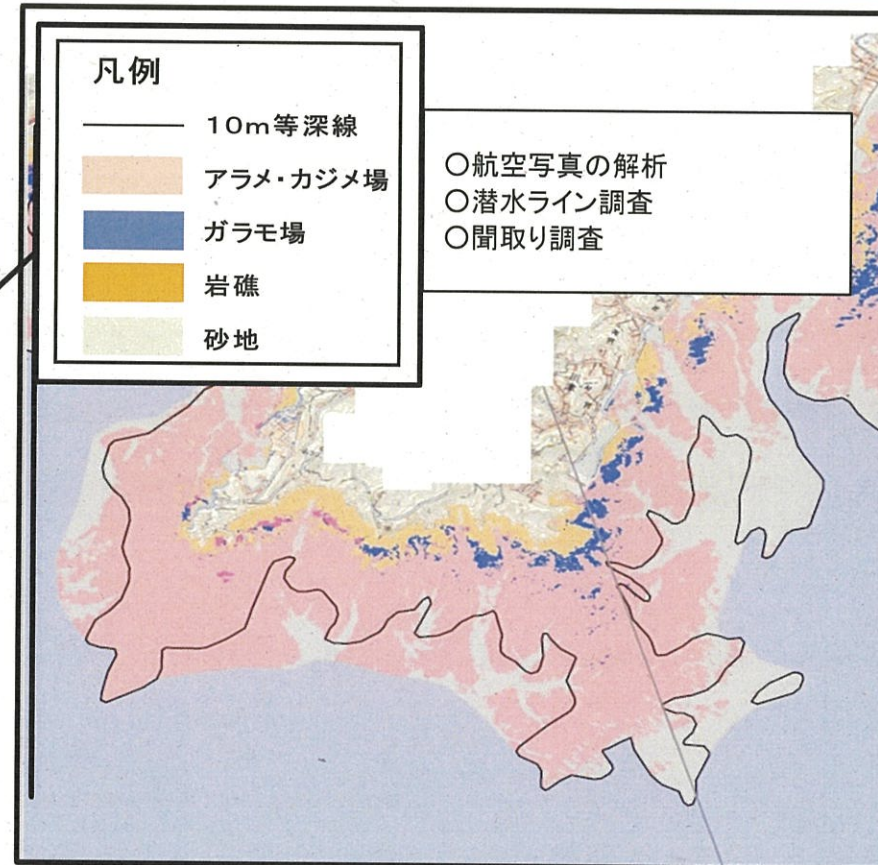 凡例
10m等深線
アラメ・カジメ場
ガラモ場
岩礁
砂地
○航空写真の解析
○潜水ライン調査
○聞取り調査